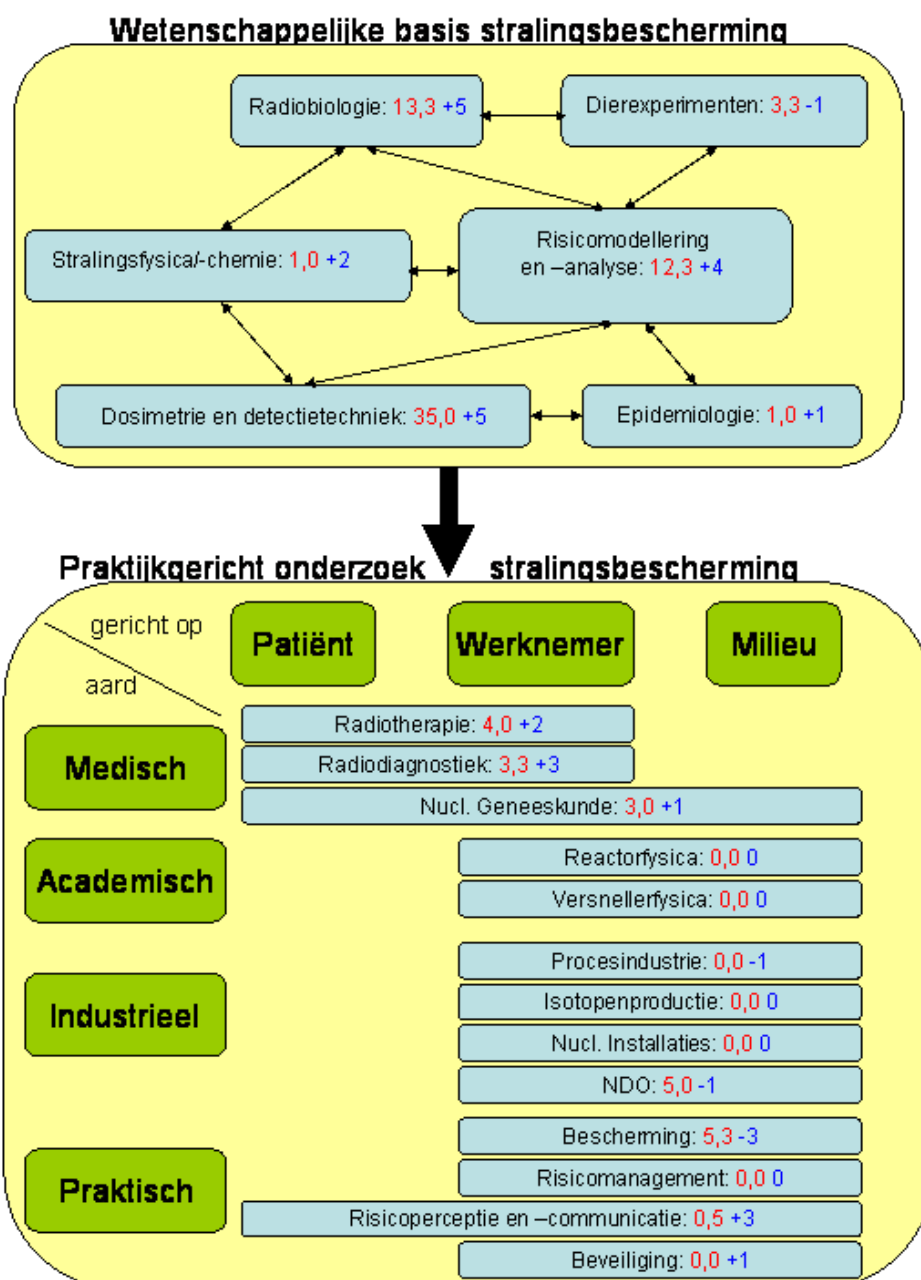 Wetenschappelijke basis stralingsbescherming
Radiobiologie: 13,3 +5
Dierexperimenten: 3,3 -1
Stralingsfysica/-chemie: 1,0 +2
Risicomodellering
en –analyse: 12,3 +4
Dosimetrie en detectietechniek: 35,0 +5
Epidemiologie: 1,0 +1
Praktijkgericht onderzoek stralingsbescherming
gericht op
aard
Patiënt
Werknemer
Milieu
Medisch
Radiotherapie: 4,0 +2
Radiodiagnostiek: 3,3 +3
Nucl. Geneeskunde: 3,0 +1
Academisch
Reactorfysica: 0,0 0
Versnellerfysica: 0,0 0
Industrieel
Procesindustrie: 0,0 -1
Isotopenproductie: 0,0 0
Nucl. Installaties: 0,0 0
NDO: 5,0 -1
Praktisch
Bescherming: 5,3 -3
Risicomanagement: 0,0 0
Risicoperceptie en –communicatie: 0,5 +3
Beveiliging: 0,0 +1